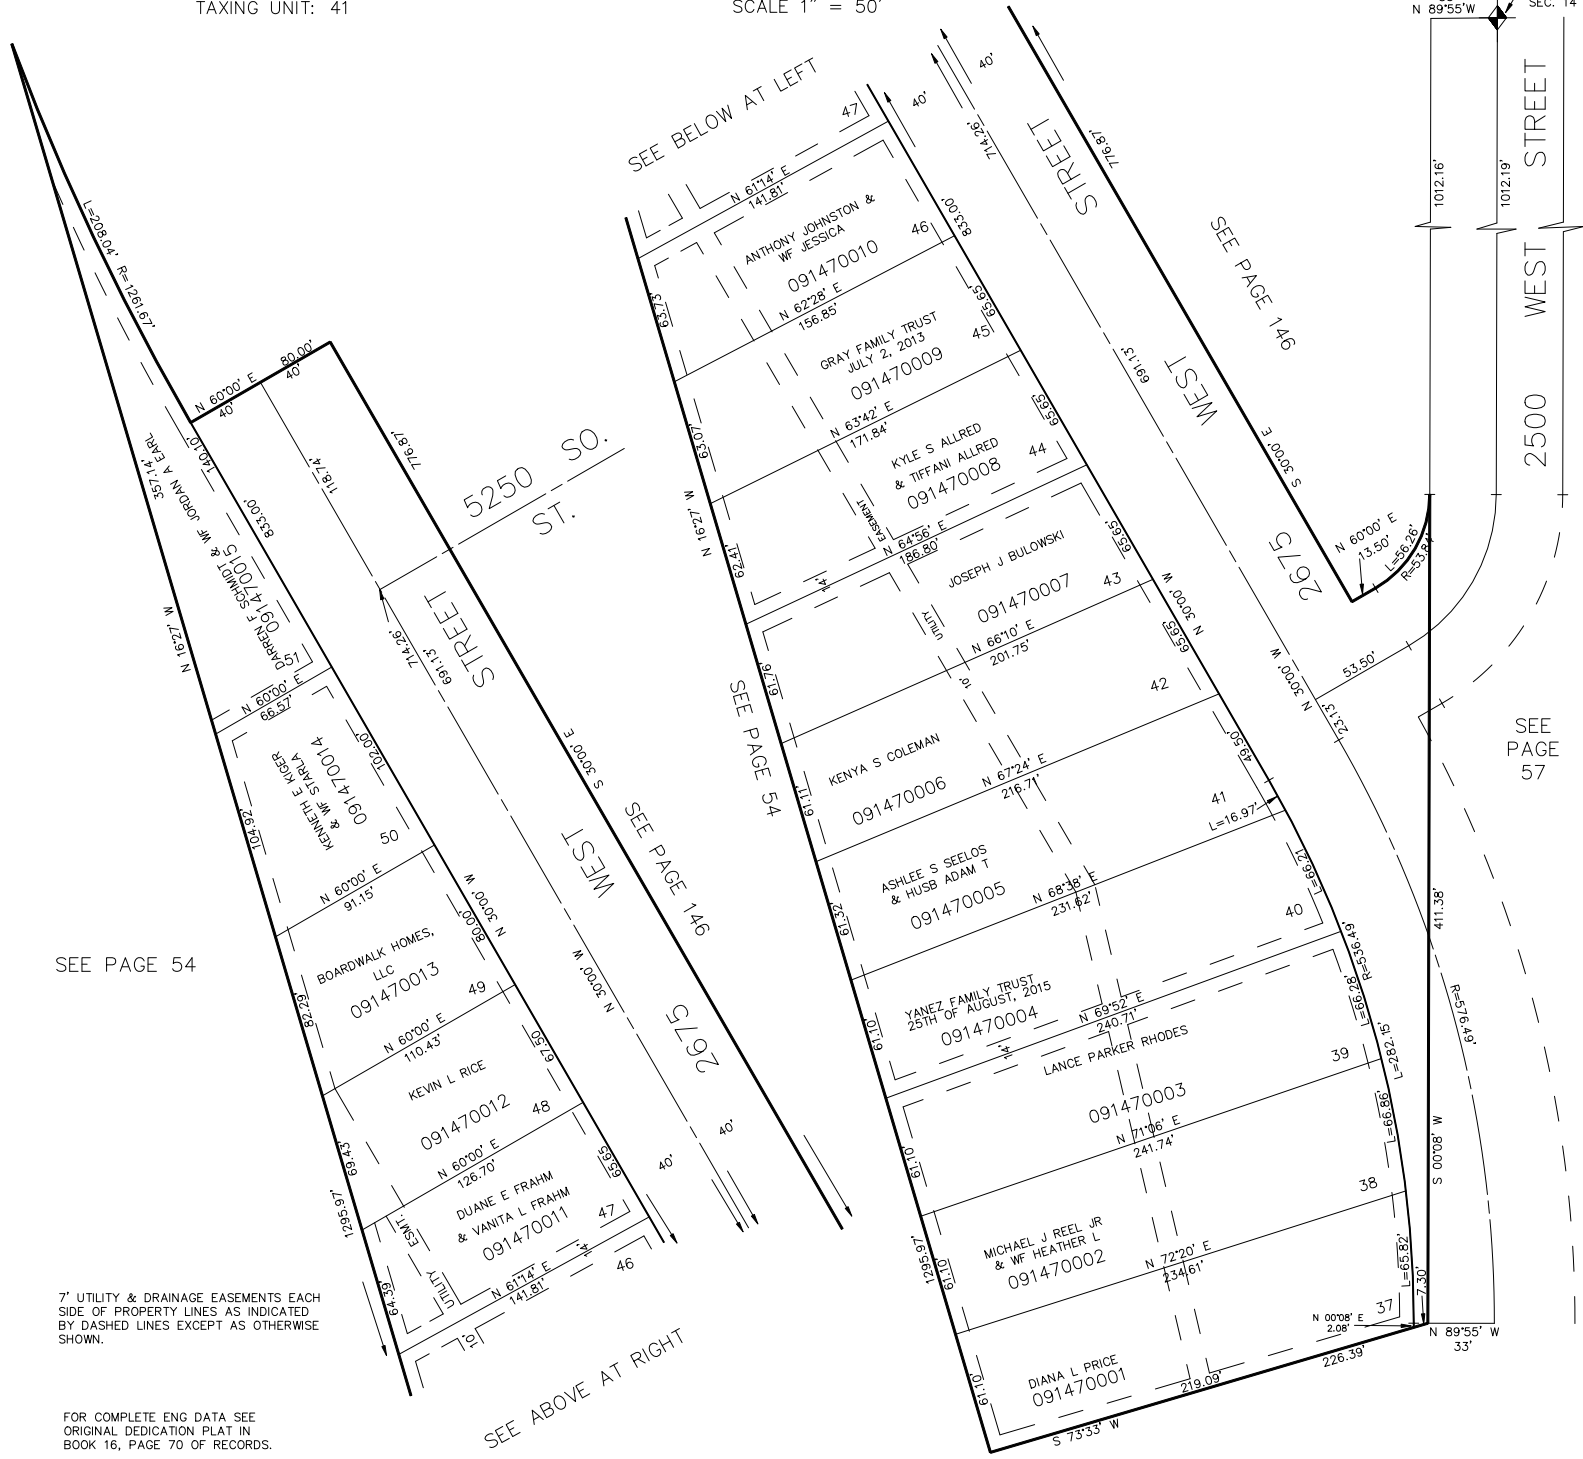 TAXING UNIT: 41
SCALE 1" = 50'
N 89°55' W
SEC. 14
1012.16'
1012.19'
2500 WEST STREET
SEE BELOW AT LEFT
40'
40'
714.26'
776.87'
2675 WEST STREET
SEE PAGE 146
691.13'
S 30°00' E
N 60°00' E
13.50'
L=56.26'
53.50'
N 30°00' W
23.13'
SEE
PAGE
57
411.38'
R=579.49'
S 00°08' W
7.30'
N 89°55' W
33'
N 00°08' E
2.08'
47
N 61°14' E
141.81'
ANTHONY JOHNSTON &
WF JESSICA
091470010
46
833.00'
63.73'
N 62°28' E
156.85'
65.65'
GRAY FAMILY TRUST
JULY 2, 2013
091470009
45
63.07'
N 63°42' E
171.84'
65.65'
KYLE S ALLRED
& TIFFANI ALLRED
091470008
44
EASEMENT
N 16°27' W
62.41'
14'
N 64°56' E
186.80'
65.65'
JOSEPH J BULOWSKI
091470007
43
UTILITY
61.76'
N 66°10' E
201.75'
10'
65.65'
N 30°00' W
SEE PAGE 54
KENYA S COLEMAN
091470006
42
61.11'
N 67°24' E
216.71'
49.50'
41
L=16.97'
ASHLEE S SEELOS
& HUSB ADAM T
091470005
61.32'
N 68°38' E
231.62'
L=66.21
40
YANEZ FAMILY TRUST
25TH OF AUGUST, 2015
091470004
61.10'
14'
N 69°52' E
240.71'
R=536.49'
L=66.28'
L=282.15'
LANCE PARKER RHODES
091470003
39
61.10'
N 71°06' E
241.74'
L=66.86'
38
MICHAEL J REEL JR
& WF HEATHER L
091470002
1295.97'
61.10'
N 72°20' E
234.61'
L=65.82'
37
DIANA L PRICE
091470001
61.10'
219.09'
226.39'
S 73°33' W
L=208.04' R=1261.67'
N 60°00' E
80.00'
40'
40'
357.14'
140.10'
DARREN F SCHMIDT & WF JORDAN A EARL
091470015
51
833.00'
118.74'
776.87'
5250 SO.
ST.
N 16°27' W
N 60°00' E
66.57'
714.26'
691.13'
2675 WEST STREET
S 30°00' E
SEE PAGE 146
KENNETH E KIGER
& WF STARLA
091470014
50
102.00'
104.92'
N 60°00' E
91.15'
N 30°00' W
80.00'
SEE PAGE 54
BOARDWALK HOMES,
LLC
091470013
49
82.29'
N 60°00' E
110.43'
67.50
N 30°00' W
KEVIN L RICE
091470012
48
69.43'
N 60°00' E
126.70'
65.65
40'
40'
1295.97'
DUANE E FRAHM
& VANITA L FRAHM
091470011
47
UTILITY ESMT.
64.39'
N 61°14' E
141.81'
14'
46
10'
SEE ABOVE AT RIGHT
7' UTILITY & DRAINAGE EASEMENTS EACH
SIDE OF PROPERTY LINES AS INDICATED
BY DASHED LINES EXCEPT AS OTHERWISE
SHOWN.
FOR COMPLETE ENG DATA SEE
ORIGINAL DEDICATION PLAT IN
BOOK 16, PAGE 70 OF RECORDS.